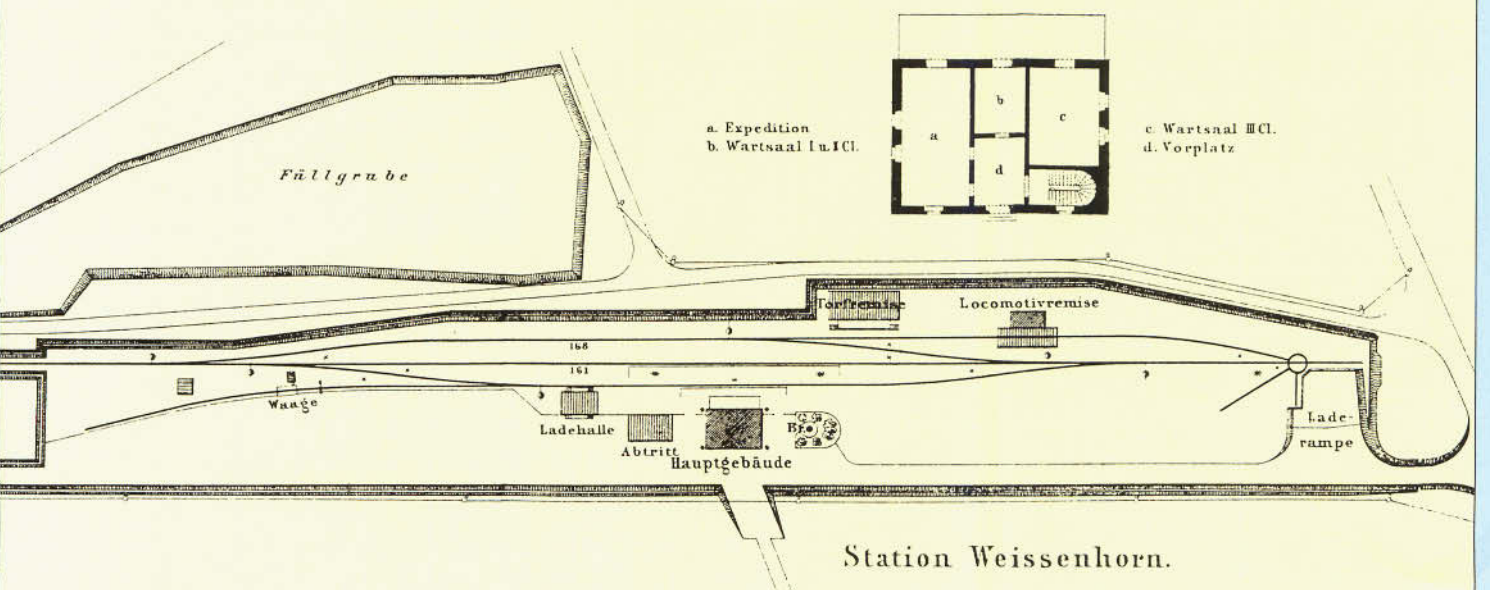 a. Expedition
b. Wartsaal I u. II Cl.
a
b
c
d
c. Wartsaal III Cl.
d. Vorplatz
Füllgrube
Torfremise
Locomotivremise
168
161
Waage
Ladehalle
Abtritt
Hauptgebäude
Br.
Lade-
rampe
Station Weissenhorn.